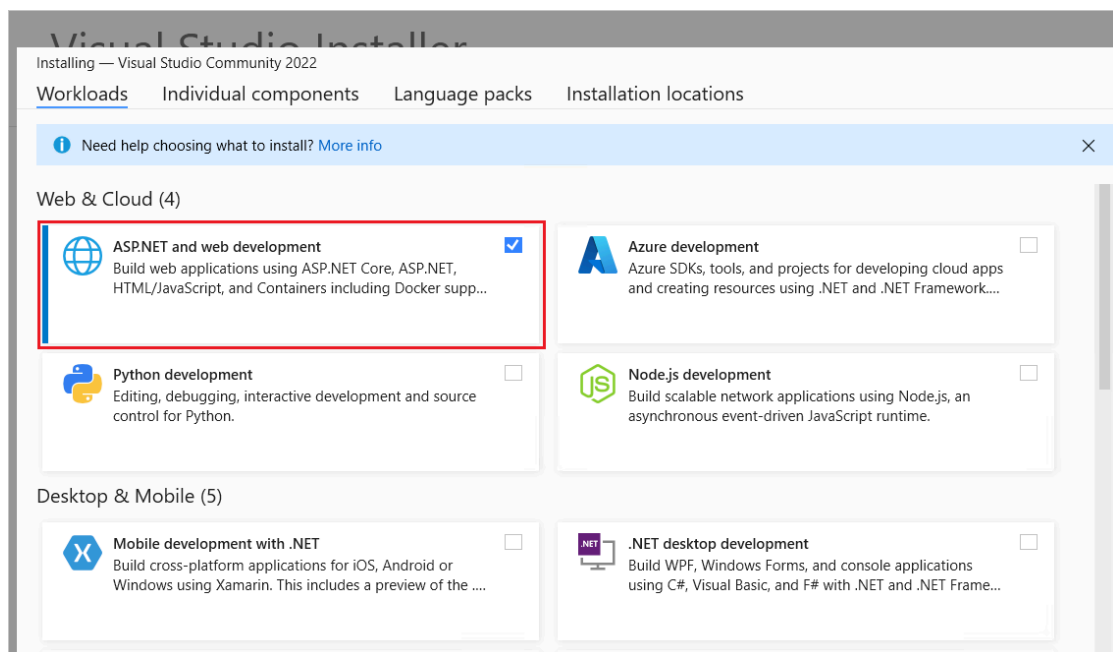 Visual Studio Installer
Installing — Visual Studio Community 2022
Workloads Individual components Language packs Installation locations
Need help choosing what to install? More info
Web & Cloud (4)
ASP.NET and web development
Build web applications using ASP.NET Core, ASP.NET,
HTML/JavaScript, and Containers including Docker supp...
Azure development
Azure SDKs, tools, and projects for developing cloud apps
and creating resources using .NET and .NET Framework....
Python development
Editing, debugging, interactive development and source
control for Python.
JS
Node.js development
Build scalable network applications using Node.js, an
asynchronous event-driven JavaScript runtime.
Desktop & Mobile (5)
Mobile development with .NET
Build cross-platform applications for iOS, Android or
Windows using Xamarin. This includes a preview of the ....
.NET
.NET desktop development
Build WPF, Windows Forms, and console applications
using C#, Visual Basic, and F# with .NET and .NET Frame...